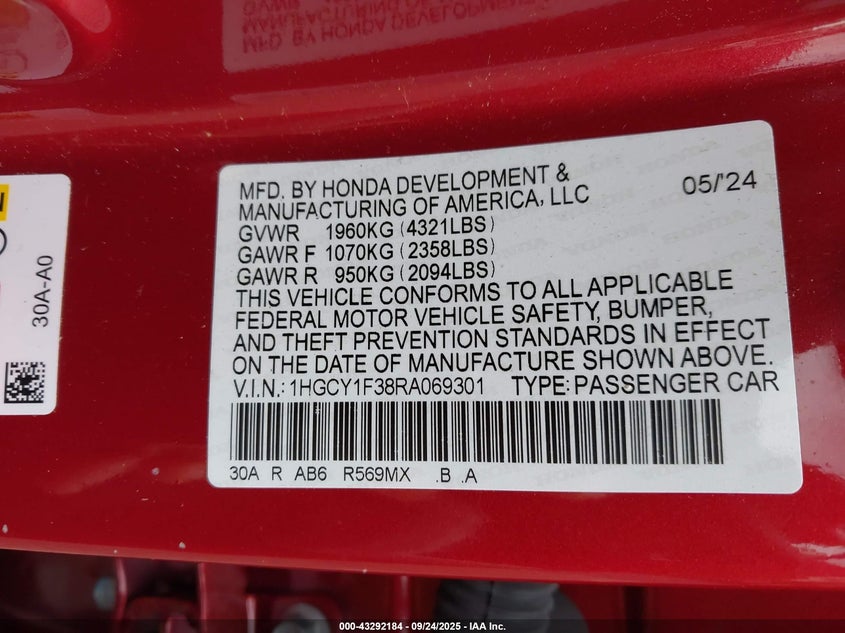 MFD. BY HONDA DEVELOPMENT &
MANUFACTURING OF AMERICA, LLC 05/'24
GVWR 1960KG (4321LBS)
GAWR F 1070KG (2358LBS)
GAWR R 950KG (2094LBS)
THIS VEHICLE CONFORMS TO ALL APPLICABLE
FEDERAL MOTOR VEHICLE SAFETY, BUMPER,
AND THEFT PREVENTION STANDARDS IN EFFECT
ON THE DATE OF MANUFACTURE SHOWN ABOVE.
V.I.N.: 1HGCY1F38RA069301 TYPE: PASSENGER CAR
30A R AB6 R569MX .B .A
30A-A0
000-43292184 - 09/24/2025 - IAA Inc.